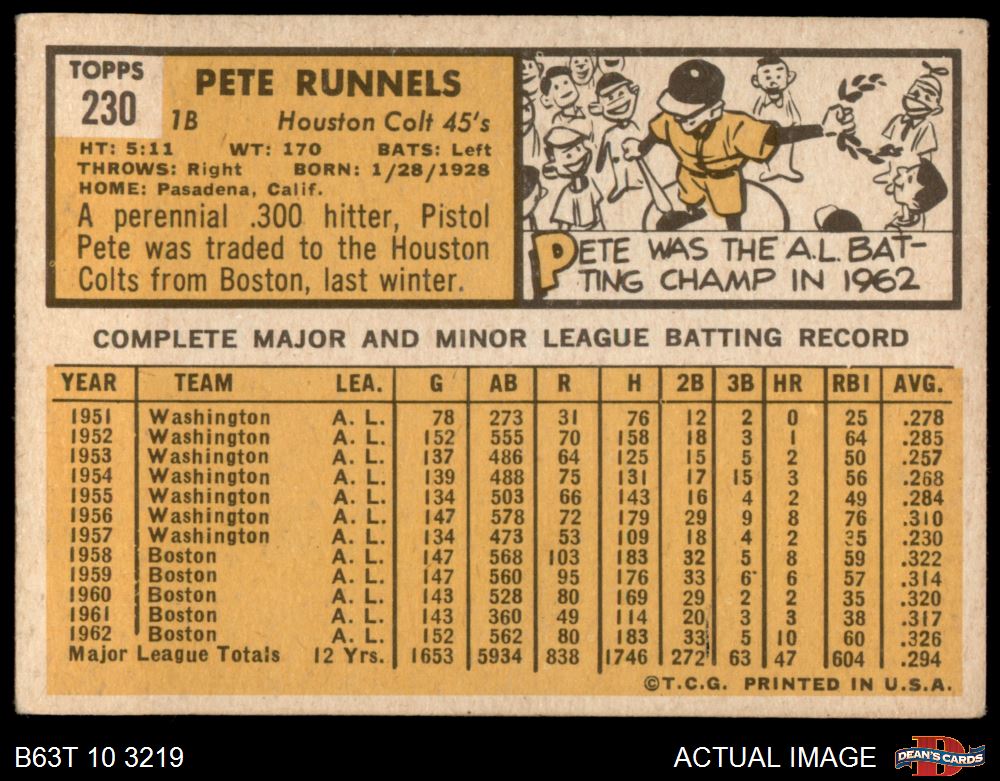 TOPPS
230
PETE RUNNELS
1B Houston Colt 45's
HT: 5:11 WT: 170 BATS: Left
THROWS: Right BORN: 1/28/1928
HOME: Pasadena, Calif.
A perennial .300 hitter, Pistol
Pete was traded to the Houston
Colts from Boston, last winter.
PETE WAS THE A.L. BAT-
TING CHAMP IN 1962
COMPLETE MAJOR AND MINOR LEAGUE BATTING RECORD
YEAR TEAM LEA. G AB R H 2B 3B HR RBI AVG.
1951 Washington A. L. 78 273 31 76 12 2 0 25 .278
1952 Washington A. L. 152 555 70 158 18 3 1 64 .285
1953 Washington A. L. 137 486 64 125 15 5 2 50 .257
1954 Washington A. L. 139 488 75 131 17 15 3 56 .268
1955 Washington A. L. 134 503 66 143 16 4 2 49 .284
1956 Washington A. L. 147 578 72 179 29 9 8 76 .310
1957 Washington A. L. 134 473 53 109 18 4 2 35 .230
1958 Boston A. L. 147 568 103 183 32 5 8 59 .322
1959 Boston A. L. 147 560 95 176 33 6 6 57 .314
1960 Boston A. L. 143 528 80 169 29 2 2 35 .320
1961 Boston A. L. 143 360 49 114 20 3 3 38 .317
1962 Boston A. L. 152 562 80 183 33 5 10 60 .326
Major League Totals 12 Yrs. 1653 5934 838 1746 272 63 47 604 .294
©T.C.G. PRINTED IN U.S.A.
B63T 10 3219
ACTUAL IMAGE
D
DEAN'S CARDS